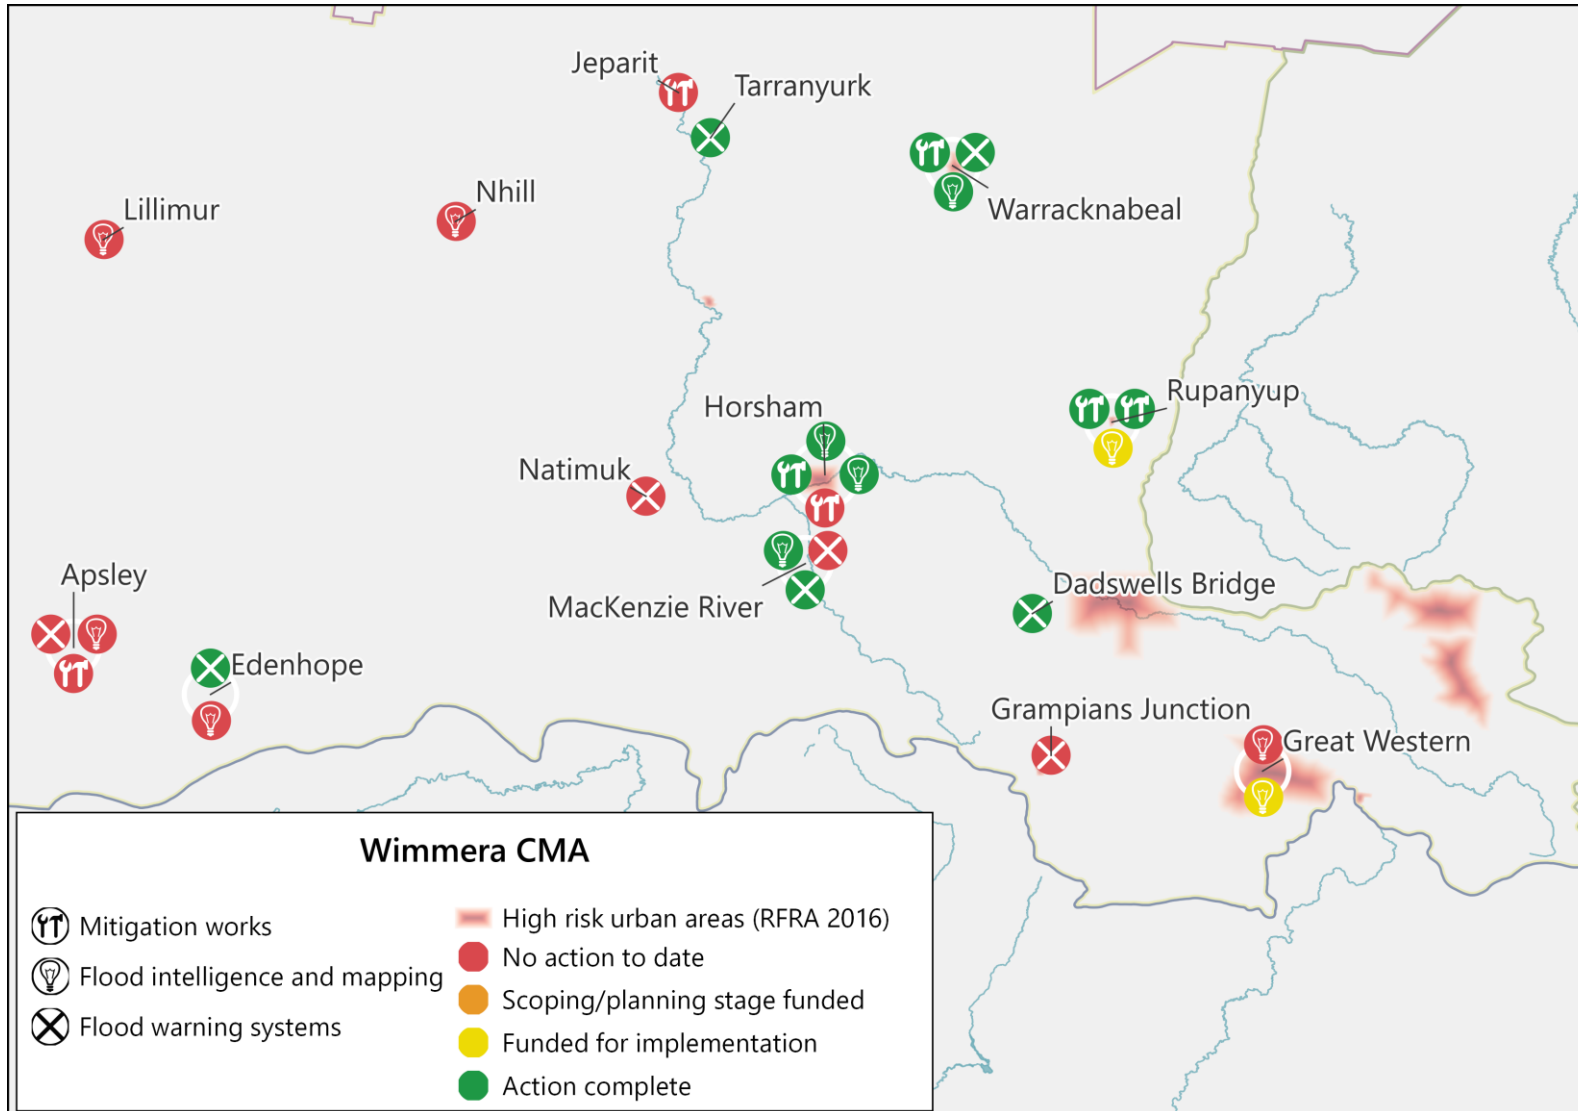 Jeparit
Tarranyurk
Lillimur
Nhill
Warracknabeal
Horsham
Rupanyup
Natimuk
Apsley
MacKenzie River
Dadswells Bridge
Edenhope
Grampians Junction
Great Western
Wimmera CMA
Mitigation works
Flood intelligence and mapping
Flood warning systems
High risk urban areas (RFRA 2016)
No action to date
Scoping/planning stage funded
Funded for implementation
Action complete